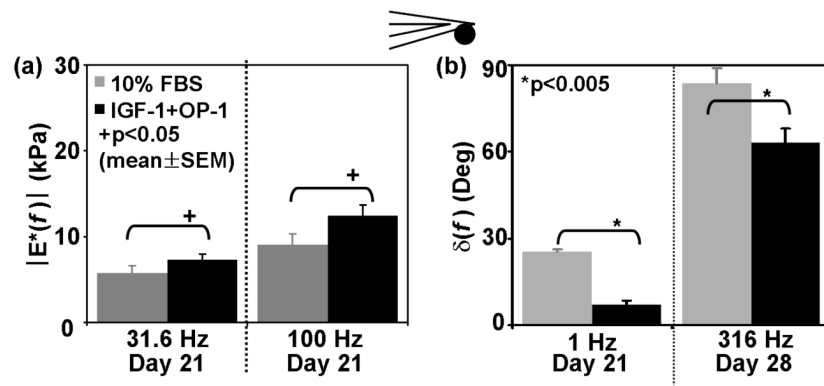 (a)
30
20
10
0
|E*(f)| (kPa)
10% FBS
IGF-1+OP-1
+p<0.05
(mean±SEM)
+
+
31.6 Hz
Day 21
100 Hz
Day 21
(b)
90
60
30
0
δ(f) (Deg)
*p<0.005
*
*
1 Hz
Day 21
316 Hz
Day 28